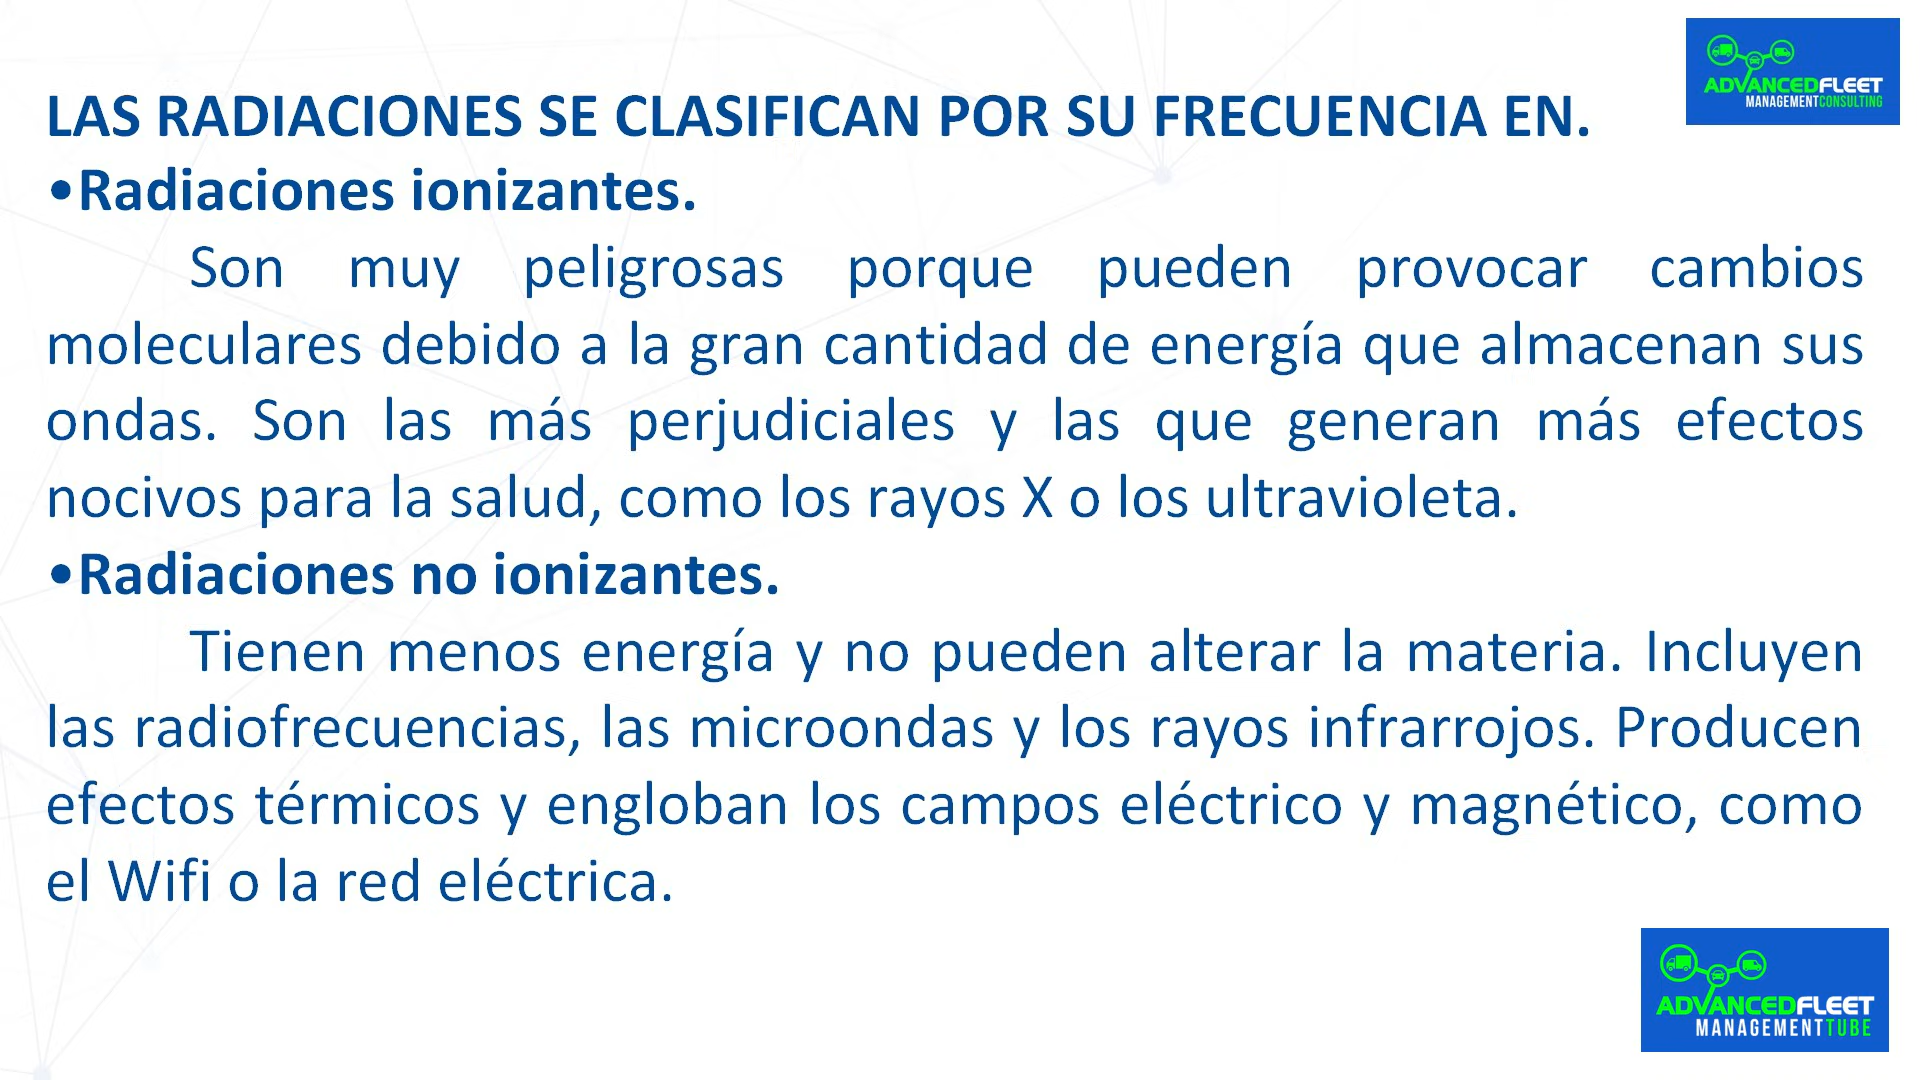 ADVANCEDFLEET
MANAGEMENTCONSULTING
LAS RADIACIONES SE CLASIFICAN POR SU FRECUENCIA EN.
•Radiaciones ionizantes.
Son muy peligrosas porque pueden provocar cambios
moleculares debido a la gran cantidad de energía que almacenan sus
ondas. Son las más perjudiciales y las que generan más efectos
nocivos para la salud, como los rayos X o los ultravioleta.
•Radiaciones no ionizantes.
Tienen menos energía y no pueden alterar la materia. Incluyen
las radiofrecuencias, las microondas y los rayos infrarrojos. Producen
efectos térmicos y engloban los campos eléctrico y magnético, como
el Wifi o la red eléctrica.
ADVANCEDFLEET
MANAGEMENTTUBE